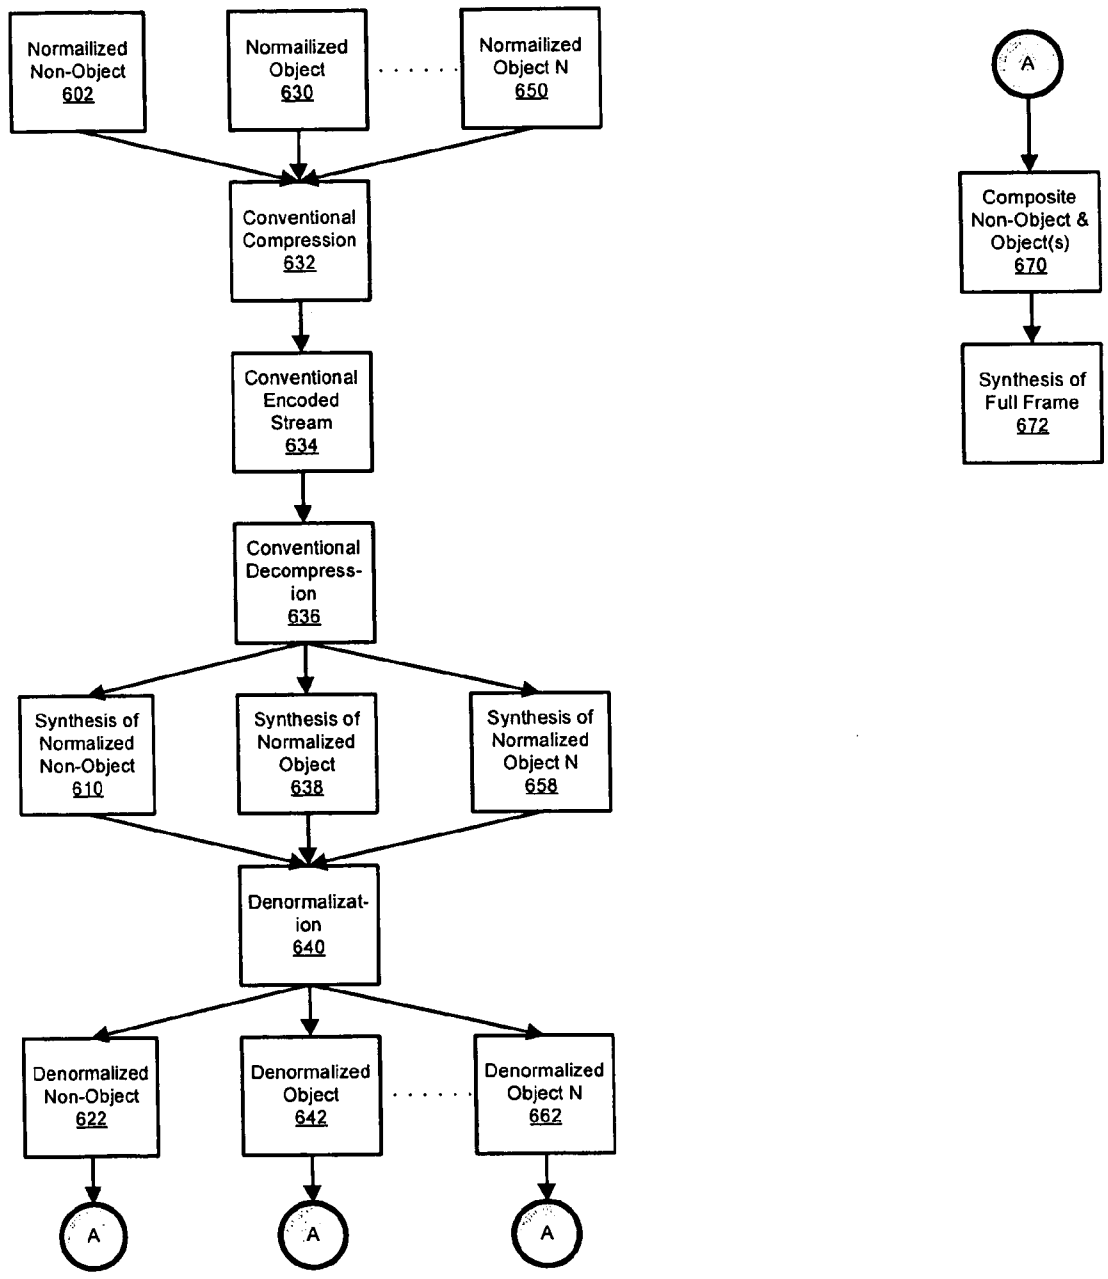 Normailized
Non-Object
602
Normailized
Object
630
Normailized
Object N
650
Conventional
Compression
632
Conventional
Encoded
Stream
634
Conventional
Decompress-
ion
636
Synthesis of
Normalized
Non-Object
610
Synthesis of
Normalized
Object
638
Synthesis of
Normalized
Object N
658
Denormalizat-
ion
640
Denormalized
Non-Object
622
Denormalized
Object
642
Denormalized
Object N
662
A
A
A
A
Composite
Non-Object &
Object(s)
670
Synthesis of
Full Frame
672